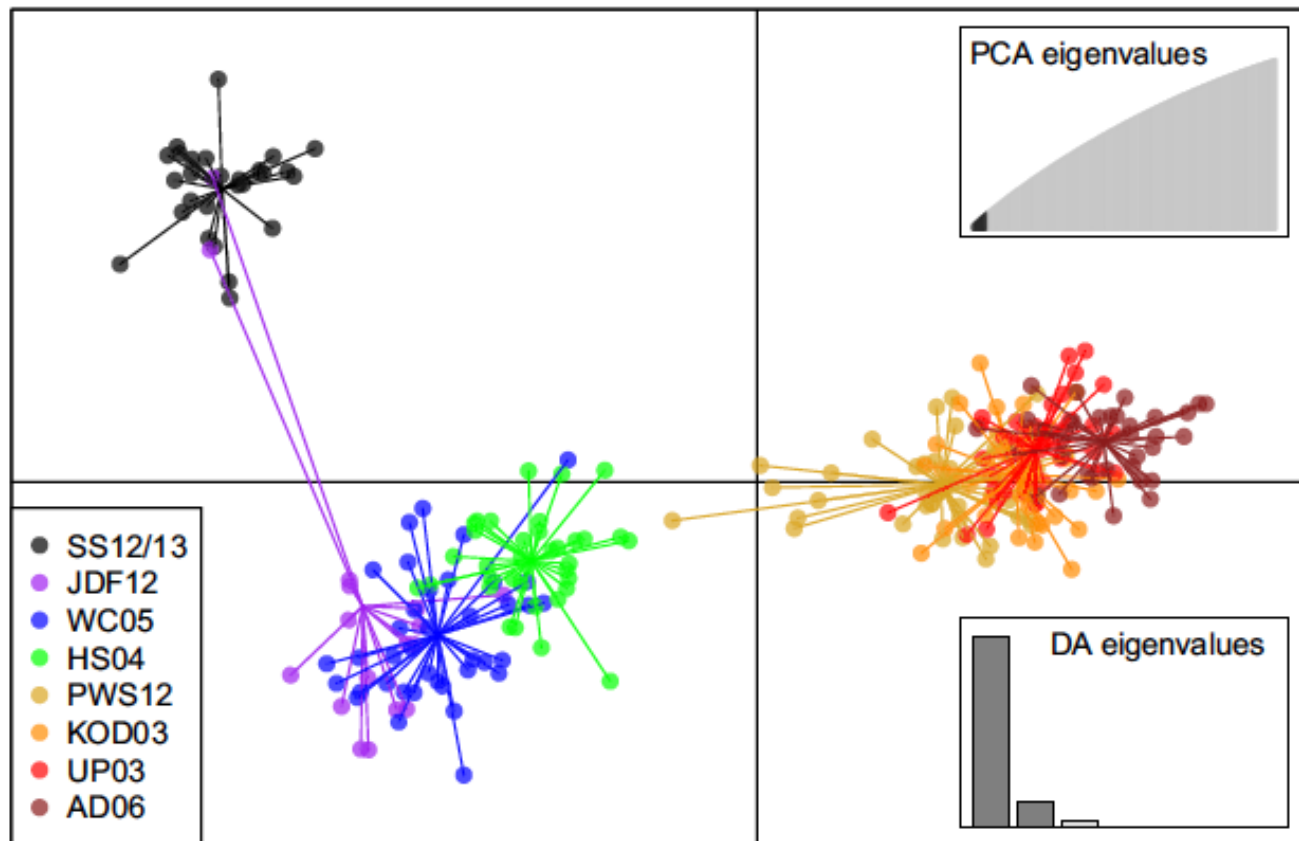 PCA eigenvalues
SS12/13
JDF12
WC05
HS04
PWS12
KOD03
UP03
AD06
DA eigenvalues